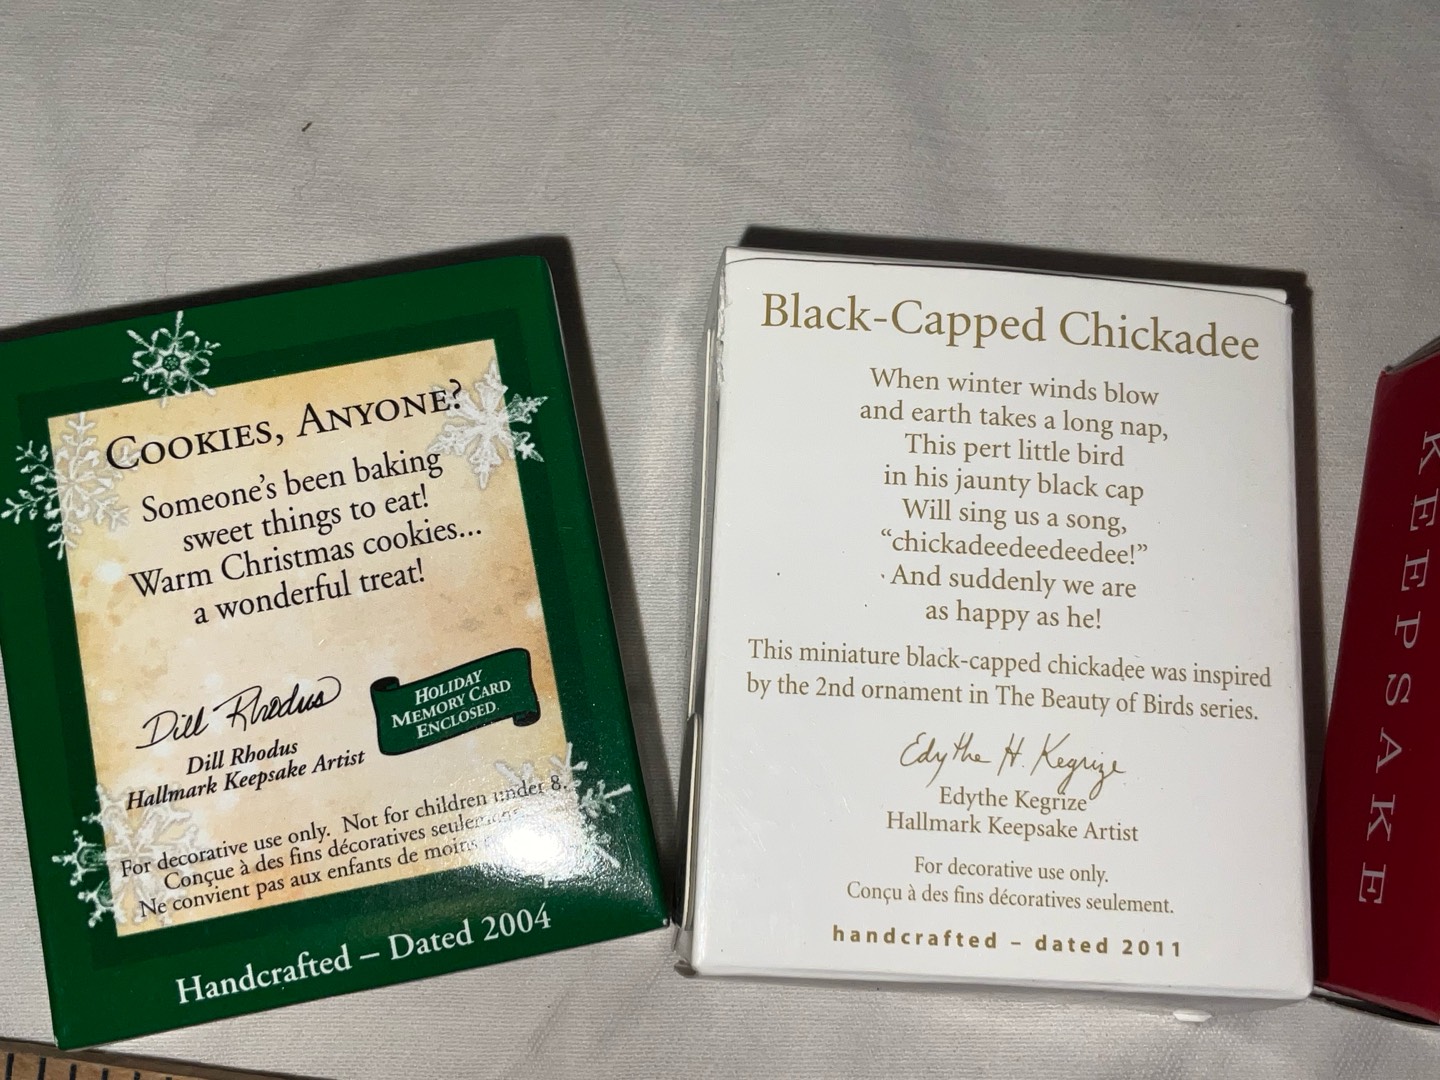 COOKIES, ANYONE?
Someone's been baking
sweet things to eat!
Warm Christmas cookies...
a wonderful treat!
Dill Rhodus
Dill Rhodus
Hallmark Keepsake Artist
HOLIDAY
MEMORY CARD
ENCLOSED.
For decorative use only. Not for children under 8.
Conçue à des fins décoratives seulement.
Ne convient pas aux enfants de moins
Handcrafted – Dated 2004
Black-Capped Chickadee
When winter winds blow
and earth takes a long nap,
This pert little bird
in his jaunty black cap
Will sing us a song,
“chickadeedeedeedee!”
And suddenly we are
as happy as he!
This miniature black-capped chickadee was inspired
by the 2nd ornament in The Beauty of Birds series.
Edythe H. Kegrize
Edythe Kegrize
Hallmark Keepsake Artist
For decorative use only.
Conçu à des fins décoratives seulement.
handcrafted – dated 2011
KEEPSAKE